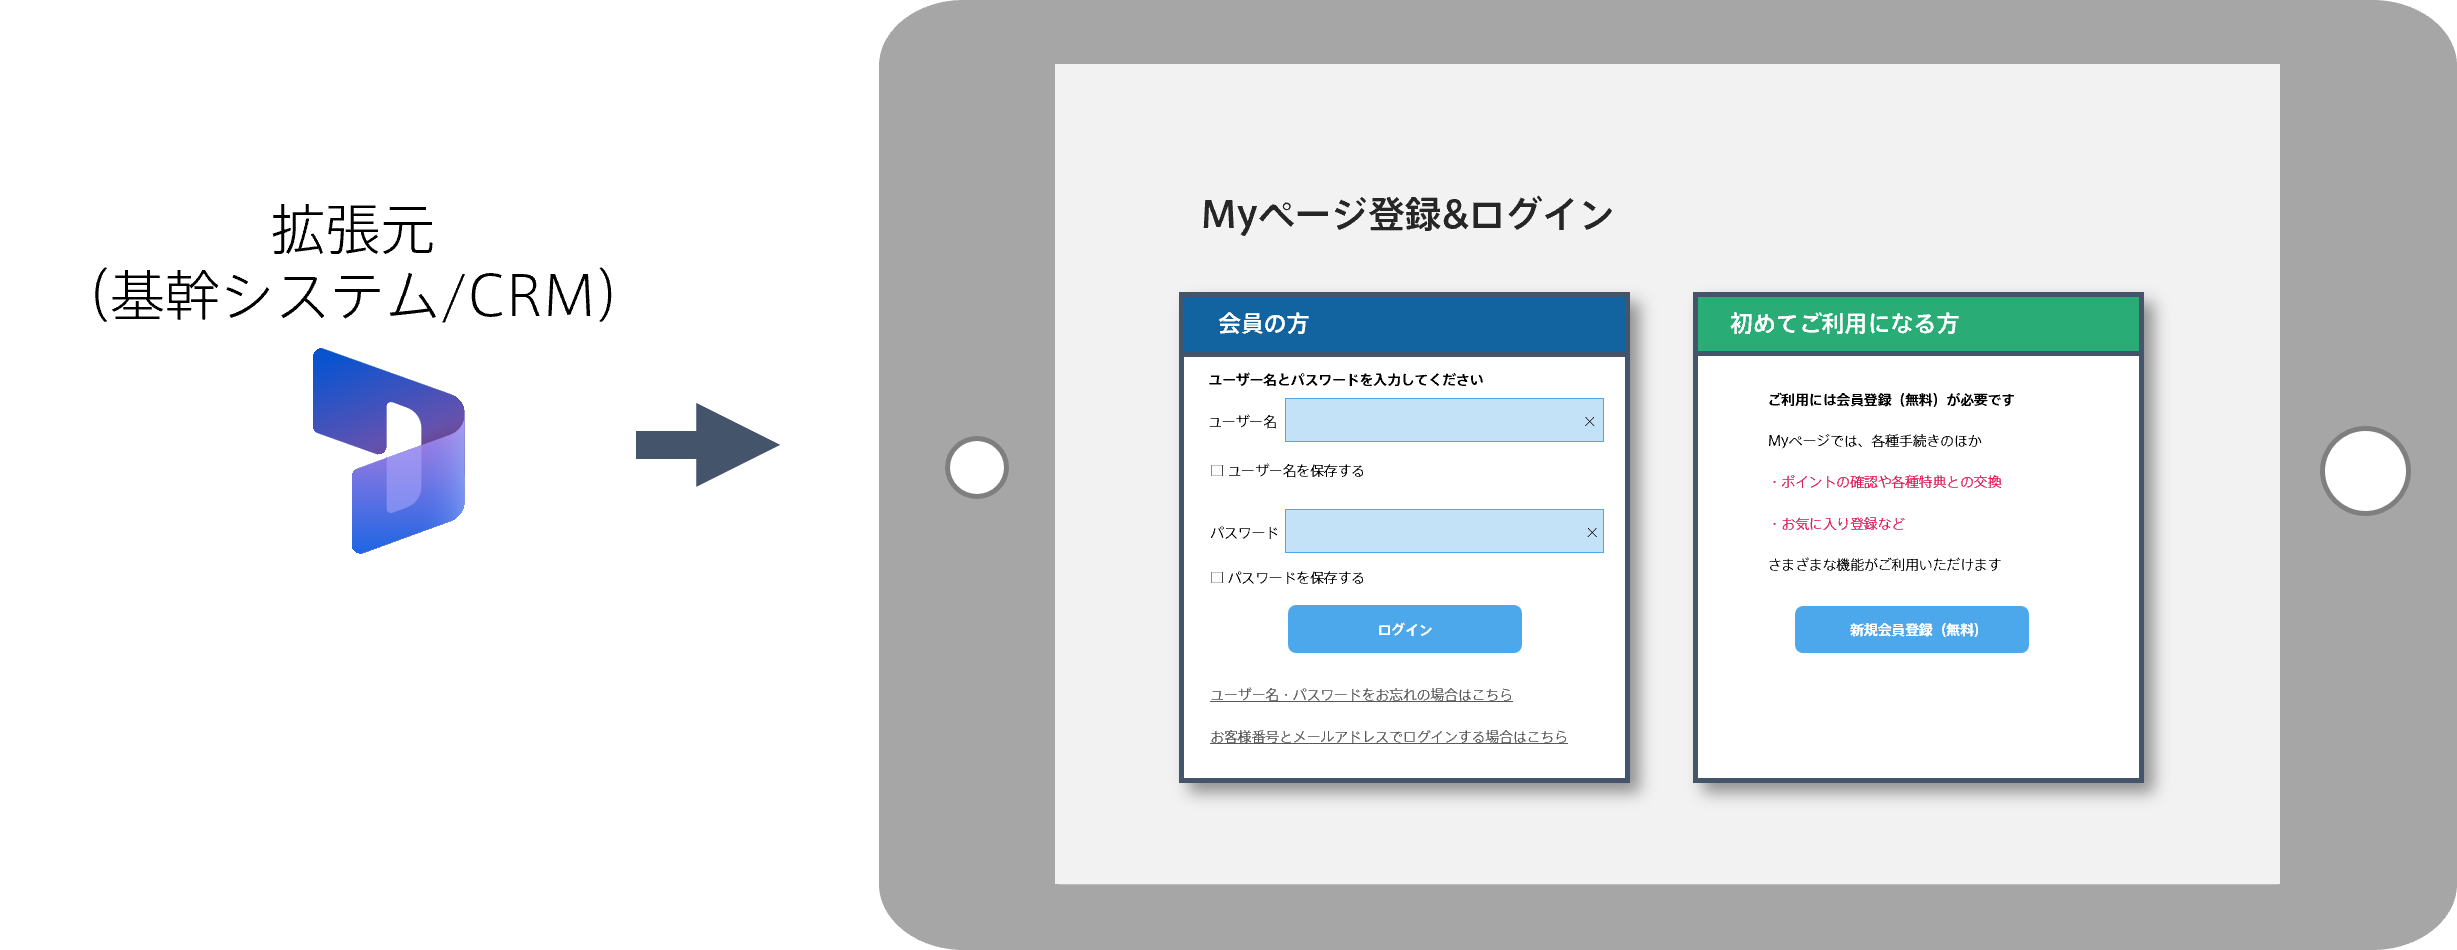 拡張元
（基幹システム/CRM）
Myページ登録&ログイン
会員の方
ユーザー名とパスワードを入力してください
ユーザー名
×
□ ユーザー名を保存する
パスワード
×
□ パスワードを保存する
ログイン
ユーザー名・パスワードをお忘れの場合はこちら
お客様番号とメールアドレスでログインする場合はこちら
初めてご利用になる方
ご利用には会員登録（無料）が必要です
Myページでは、各種手続きのほか
・ポイントの確認や各種特典との交換
・お気に入り登録など
さまざまな機能がご利用いただけます
新規会員登録（無料）